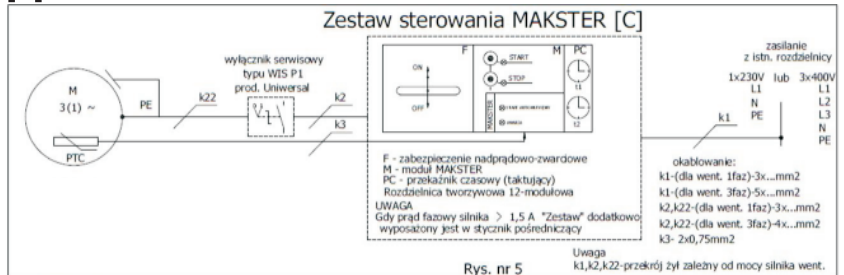 Zestaw sterowania MAKSTER [C]
wyłącznik serwisowy
typu WIS P1
prod. Universal
M
3(1) ~
PE
PTC
k22
k2
k3
F
M
PC
ON
OFF
START
STOP
MAKSTER
t1
t2
k1
zasilanie
z istn. rozdzielnicy
1x230V lub 3x400V
L1 L1
N L2
PE L3
N
PE
F - zabezpieczenie nadprądowo-zwarciowe
M - moduł MAKSTER
PC - przekaźnik czasowy (taktujący)
Rozdzielnica tworzywowa 12-modułowa
UWAGA
Gdy prąd fazowy silnika > 1,5 A "Zestaw" dodatkowo
wyposażony jest w stycznik pośredniczący
okablowanie:
k1-(dla went. 1faz)-3x...mm2
k1-(dla went. 3faz)-5x...mm2
k2,k22-(dla went. 1faz)-3x...mm2
k2,k22-(dla went. 3faz)-4x...mm2
k3- 2x0,75mm2
Uwaga
k1,k2,k22-przekrój żył zależny od mocy silnika went.
Rys. nr 5